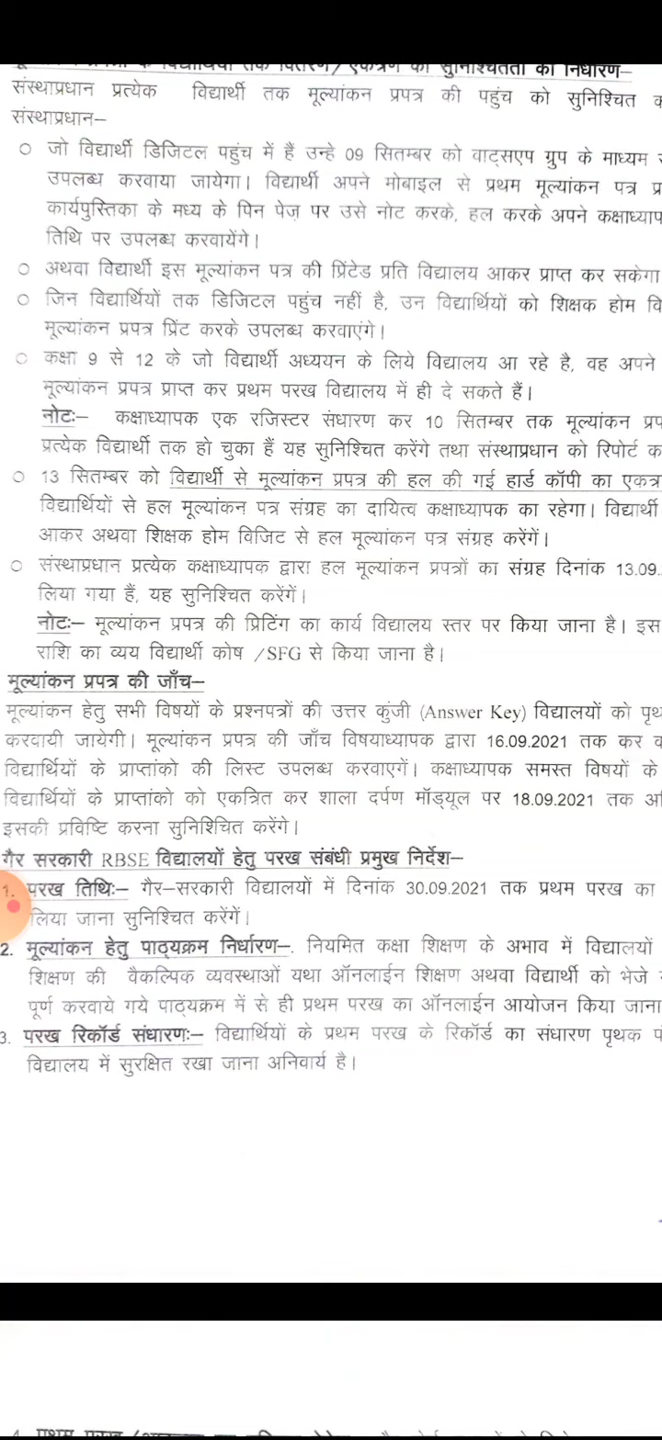 सुनिश्चितता का निर्धारण–
संस्थाप्रधान प्रत्येक विद्यार्थी तक मूल्यांकन प्रपत्र की पहुंच को सुनिश्चित
संस्थाप्रधान–
○ जो विद्यार्थी डिजिटल पहुंच में हैं उन्हे 09 सितम्बर को वाट्सएप ग्रुप के माध्यम
उपलब्ध करवाया जायेगा। विद्यार्थी अपने मोबाइल से प्रथम मूल्यांकन पत्र
कार्यपुस्तिका के मध्य के पिन पेज़ पर उसे नोट करके, हल करके अपने
तिथि पर उपलब्ध करवायेंगे।
○ अथवा विद्यार्थी इस मूल्यांकन पत्र की प्रिंटेड प्रति विद्यालय आकर प्राप्त कर सकेगा
○ जिन विद्यार्थियों तक डिजिटल पहुंच नहीं है, उन विद्यार्थियों को शिक्षक होम
मूल्यांकन प्रपत्र प्रिंट करके उपलब्ध करवाएंगे।
○ कक्षा 9 से 12 के जो विद्यार्थी अध्ययन के लिये विद्यालय आ रहे है, वह अपने
मूल्यांकन प्रपत्र प्राप्त कर प्रथम परख विद्यालय में ही दे सकते हैं।
नोटः– कक्षाध्यापक एक रजिस्टर संधारण कर 10 सितम्बर तक मूल्यांकन
प्रत्येक विद्यार्थी तक हो चुका हैं यह सुनिश्चित करेंगे तथा संस्थाप्रधान को रिपोर्ट
○ 13 सितम्बर को विद्यार्थी से मूल्यांकन प्रपत्र की हल की गई हार्ड कॉपी का
विद्यार्थियों से हल मूल्यांकन पत्र संग्रह का दायित्व कक्षाध्यापक का रहेगा। विद्यार्थी
आकर अथवा शिक्षक होम विजिट से हल मूल्यांकन पत्र संग्रह करेंगें।
○ संस्थाप्रधान प्रत्येक कक्षाध्यापक द्वारा हल मूल्यांकन प्रपत्रों का संग्रह दिनांक 13.09.
लिया गया हैं, यह सुनिश्चित करेंगें।
नोटः– मूल्यांकन प्रपत्र की प्रिटिंग का कार्य विद्यालय स्तर पर किया जाना है। इस
राशि का व्यय विद्यार्थी कोष /SFG से किया जाना है।
मूल्यांकन प्रपत्र की जाँच–
मूल्यांकन हेतु सभी विषयों के प्रश्नपत्रों की उत्तर कुंजी (Answer Key) विद्यालयों को
करवायी जायेगी। मूल्यांकन प्रपत्र की जाँच विषयाध्यापक द्वारा 16.09.2021 तक कर
विद्यार्थियों के प्राप्तांको की लिस्ट उपलब्ध करवाएगें। कक्षाध्यापक समस्त विषयों के
विद्यार्थियों के प्राप्तांको को एकत्रित कर शाला दर्पण मॉड्यूल पर 18.09.2021 तक
इसकी प्रविष्टि करना सुनिश्चित करेंगे।
गैर सरकारी RBSE विद्यालयों हेतु परख संबंधी प्रमुख निर्देश–
1. परख तिथिः– गैर–सरकारी विद्यालयों में दिनांक 30.09.2021 तक प्रथम परख का
लिया जाना सुनिश्चित करेंगें।
2. मूल्यांकन हेतु पाठ्यक्रम निर्धारण–. नियमित कक्षा शिक्षण के अभाव में विद्यालयों
शिक्षण की वैकल्पिक व्यवस्थाओं यथा ऑनलाईन शिक्षण अथवा विद्यार्थी को भेजे
पूर्ण करवाये गये पाठ्यक्रम में से ही प्रथम परख का ऑनलाईन आयोजन किया जाना
3. परख रिकॉर्ड संधारणः– विद्यार्थियों के प्रथम परख के रिकॉर्ड का संधारण पृथक
विद्यालय में सुरक्षित रखा जाना अनिवार्य है।